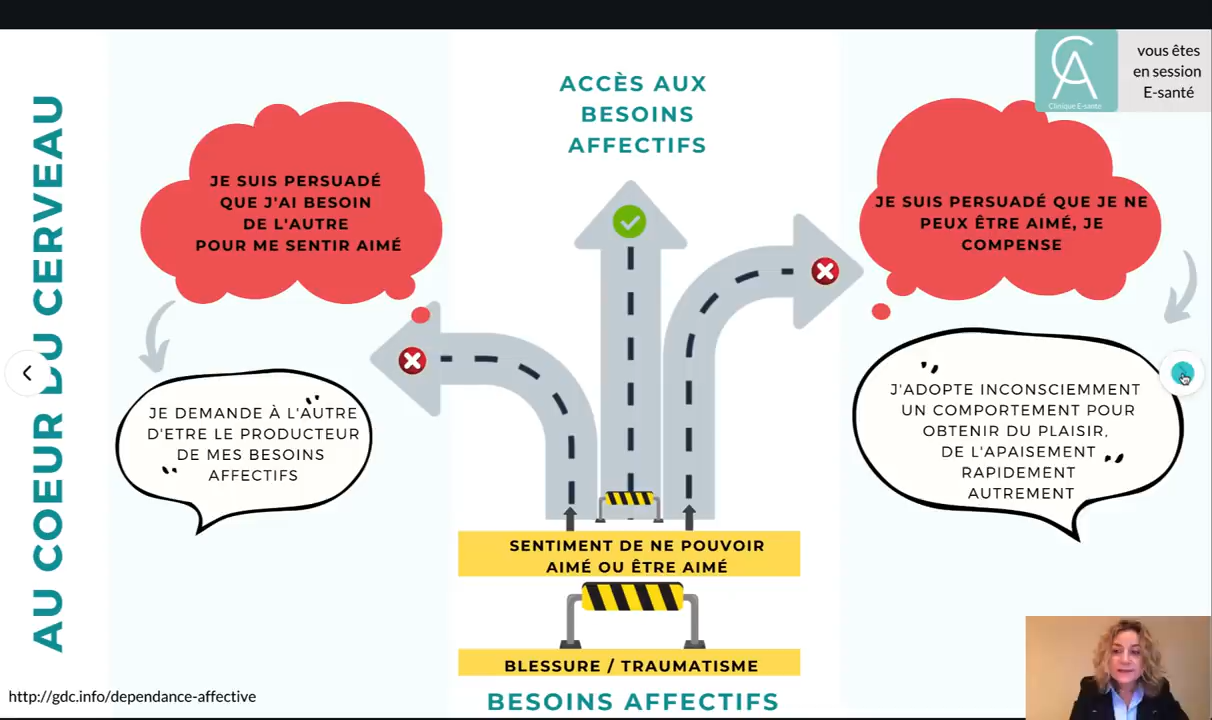 AU COEUR DU CERVEAU
ACCÈS AUX
BESOINS
AFFECTIFS
CA
Clinique E-santé
vous êtes
en session
E-santé
JE SUIS PERSUADÉ
QUE J'AI BESOIN
DE L'AUTRE
POUR ME SENTIR AIMÉ
JE SUIS PERSUADÉ QUE JE NE
PEUX ÊTRE AIMÉ, JE
COMPENSE
" JE DEMANDE À L'AUTRE
D'ETRE LE PRODUCTEUR
DE MES BESOINS
AFFECTIFS "
" J'ADOPTE INCONSCIEMMENT
UN COMPORTEMENT POUR
OBTENIR DU PLAISIR,
DE L'APAISEMENT
RAPIDEMENT
AUTREMENT "
SENTIMENT DE NE POUVOIR
AIMÉ OU ÊTRE AIMÉ
BLESSURE / TRAUMATISME
BESOINS AFFECTIFS
http://gdc.info/dependance-affective